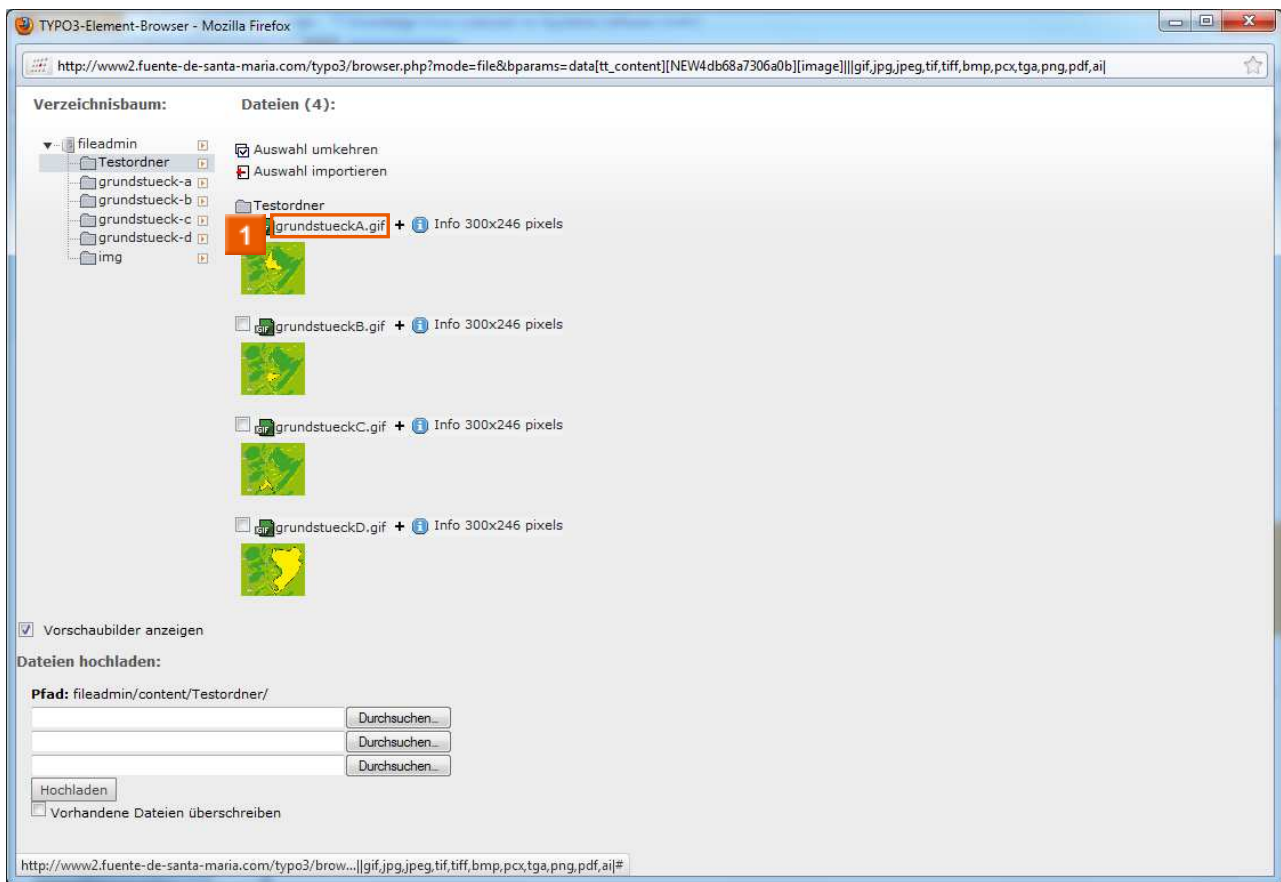 TYPO3-Element-Browser - Mozilla Firefox
http://www2.fuente-de-santa-maria.com/typo3/browser.php?mode=file&bparams=data[tt_content][NEW4db68a7306a0b][image]|||gif,jpg,jpeg,tif,tiff,bmp,pcx,tga,png,pdf,ai|
Verzeichnisbaum:
fileadmin
Testordner
grundstueck-a
grundstueck-b
grundstueck-c
grundstueck-d
img
Dateien (4):
Auswahl umkehren
Auswahl importieren
Testordner
1 grundstueckA.gif + Info 300x246 pixels
GIF grundstueckB.gif + Info 300x246 pixels
GIF grundstueckC.gif + Info 300x246 pixels
GIF grundstueckD.gif + Info 300x246 pixels
Vorschaubilder anzeigen
Dateien hochladen:
Pfad: fileadmin/content/Testordner/
Durchsuchen...
Durchsuchen...
Durchsuchen...
Hochladen
Vorhandene Dateien überschreiben
http://www2.fuente-de-santa-maria.com/typo3/brow...||gif,jpg,jpeg,tif,tiff,bmp,pcx,tga,png,pdf,ai|#